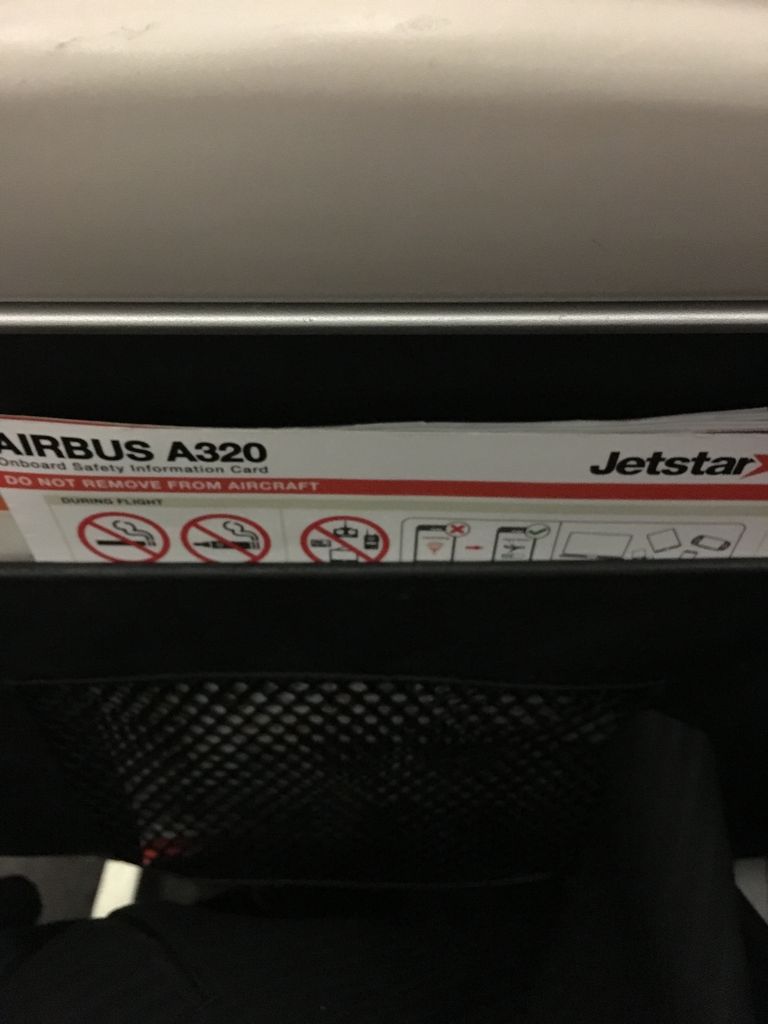 AIRBUS A320
Onboard Safety Information Card
Jetstar
DO NOT REMOVE FROM AIRCRAFT
DURING FLIGHT